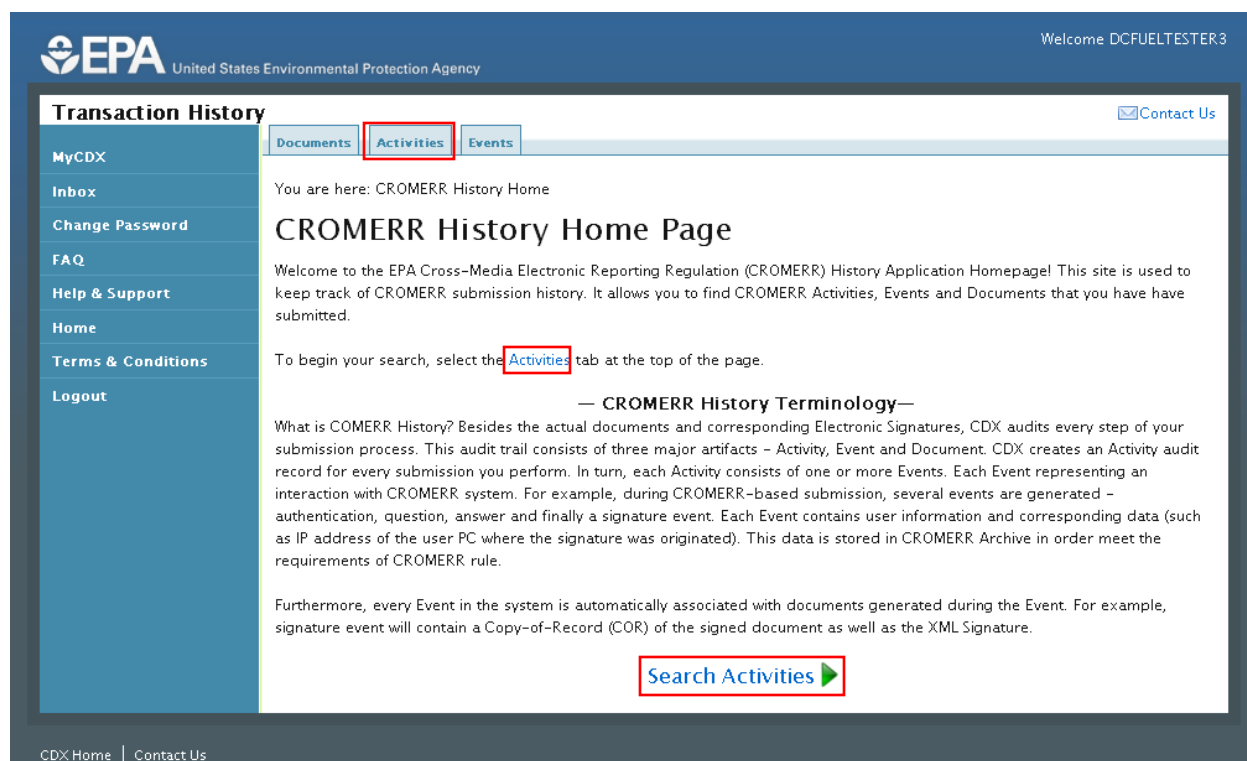 Welcome DCFUELTESTER3
EPA United States Environmental Protection Agency
Transaction History
Contact Us
Documents Activities Events
MyCDX
Inbox
Change Password
FAQ
Help & Support
Home
Terms & Conditions
Logout
You are here: CROMERR History Home
CROMERR History Home Page
Welcome to the EPA Cross-Media Electronic Reporting Regulation (CROMERR) History Application Homepage! This site is used to
keep track of CROMERR submission history. It allows you to find CROMERR Activities, Events and Documents that you have have
submitted.
To begin your search, select the Activities tab at the top of the page.
— CROMERR History Terminology—
What is COMERR History? Besides the actual documents and corresponding Electronic Signatures, CDX audits every step of your
submission process. This audit trail consists of three major artifacts – Activity, Event and Document. CDX creates an Activity audit
record for every submission you perform. In turn, each Activity consists of one or more Events. Each Event representing an
interaction with CROMERR system. For example, during CROMERR-based submission, several events are generated –
authentication, question, answer and finally a signature event. Each Event contains user information and corresponding data (such
as IP address of the user PC where the signature was originated). This data is stored in CROMERR Archive in order meet the
requirements of CROMERR rule.
Furthermore, every Event in the system is automatically associated with documents generated during the Event. For example,
signature event will contain a Copy-of-Record (COR) of the signed document as well as the XML Signature.
Search Activities
CDX Home | Contact Us